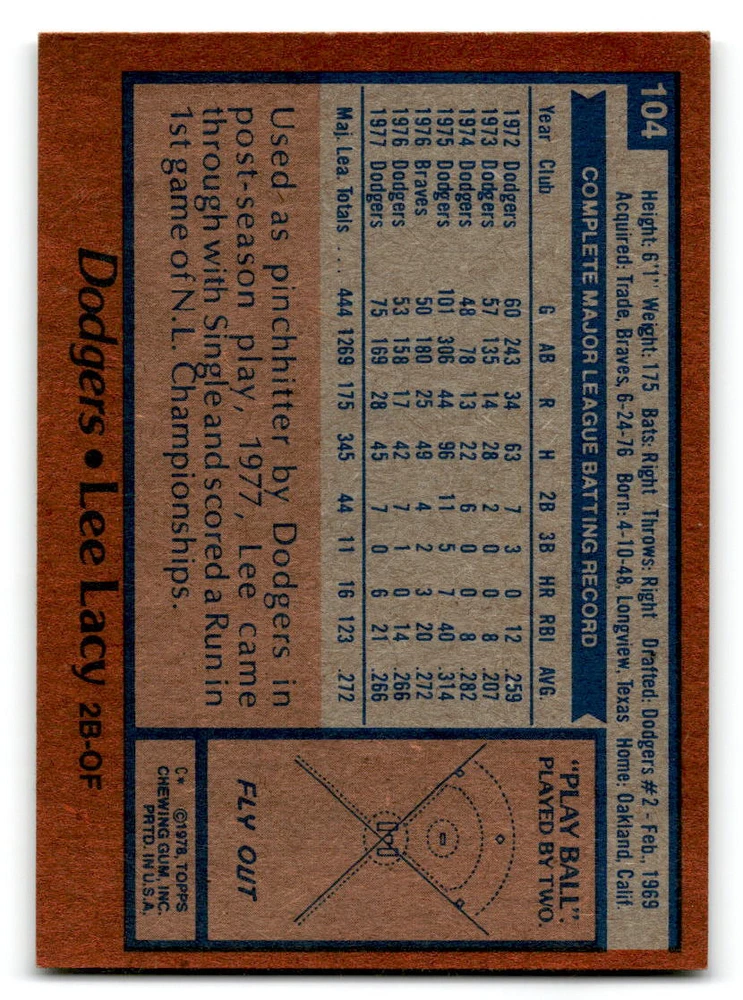 104
Height: 6'1" Weight: 175 Bats: Right Throws: Right Drafted: Dodgers #2 - Feb., 1969
Acquired: Trade, Braves, 6-24-76 Born: 4-10-48, Longview, Texas Home: Oakland, Calif.
COMPLETE MAJOR LEAGUE BATTING RECORD
Year Club G AB R H 2B 3B HR RBI AVG.
1972 Dodgers 60 243 34 63 7 3 0 12 .259
1973 Dodgers 57 135 14 28 2 0 0 8 .207
1974 Dodgers 48 78 13 22 6 0 0 8 .282
1975 Dodgers 101 306 44 96 11 5 7 40 .314
1976 Braves 50 180 25 49 4 2 3 20 .272
1976 Dodgers 53 158 17 42 7 1 0 14 .266
1977 Dodgers 75 169 28 45 7 0 6 21 .266
Maj. Lea. Totals .... 444 1269 175 345 44 11 16 123 .272
Used as pinchhitter by Dodgers in
post-season play, 1977, Lee came
through with Single and scored a Run in
1st game of N.L. Championships.
"PLAY BALL":
PLAYED BY TWO.
FLY OUT
C* ©1978, TOPPS
CHEWING GUM, INC.
PRTD. IN U.S.A.
Dodgers • Lee Lacy 2B-OF